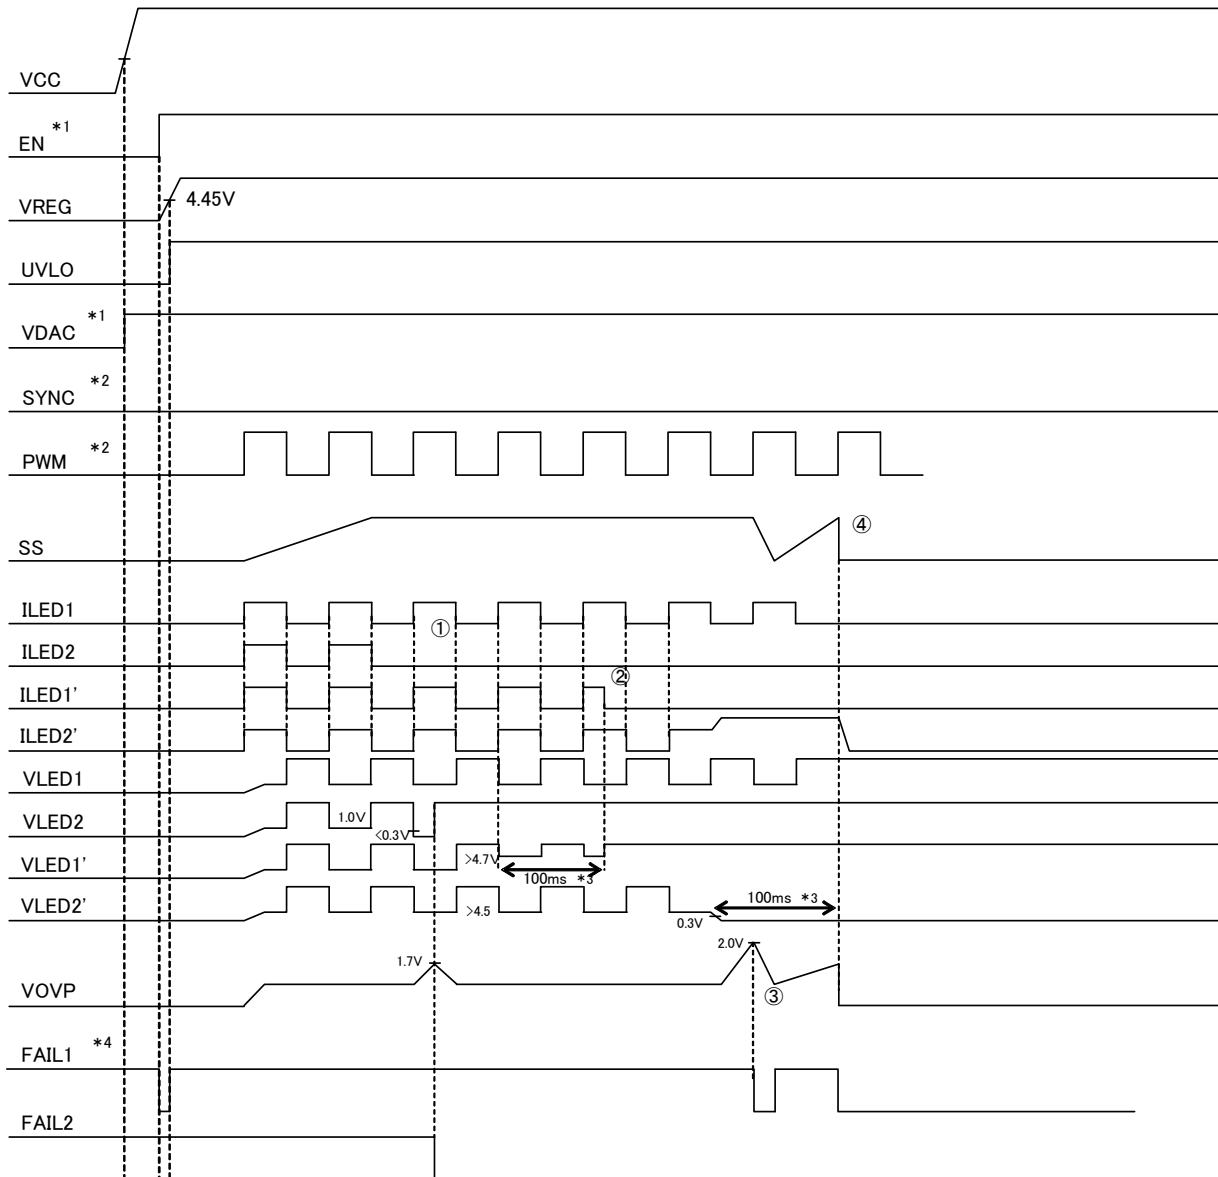 VCC
EN *1
VREG
4.45V
UVLO
VDAC *1
SYNC *2
PWM *2
SS
④
ILED1
①
ILED2
②
ILED1'
ILED2'
VLED1
VLED2
1.0V
<0.3V
VLED1'
>4.7V
100ms *3
VLED2'
>4.5
100ms *3
0.3V
2.0V
1.7V
VOVP
③
FAIL1 *4
FAIL2